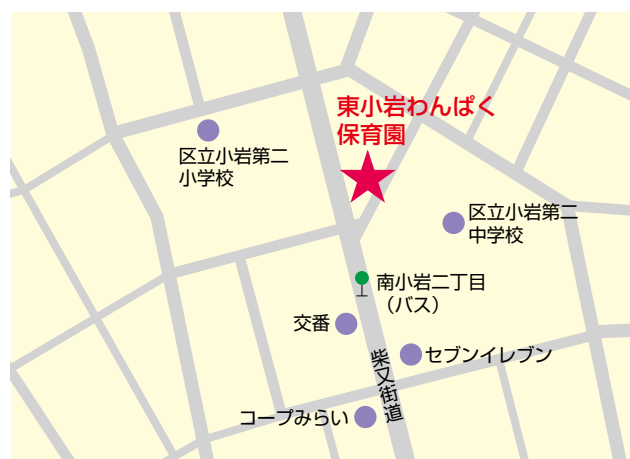 東小岩わんぱく
保育園
区立小岩第二
小学校
区立小岩第二
中学校
南小岩二丁目
（バス）
交番
セブンイレブン
柴又街道
コープみらい